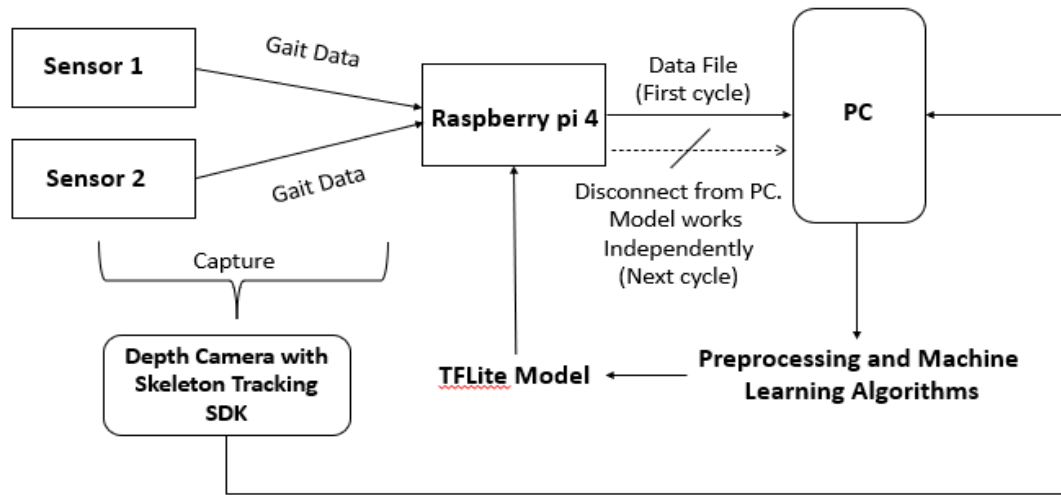 Sensor 1
Gait Data
Sensor 2
Gait Data
Raspberry pi 4
Data File
(First cycle)
PC
Disconnect from PC.
Model works
Independently
(Next cycle)
Capture
Depth Camera with
Skeleton Tracking
SDK
TFLite Model
Preprocessing and Machine
Learning Algorithms